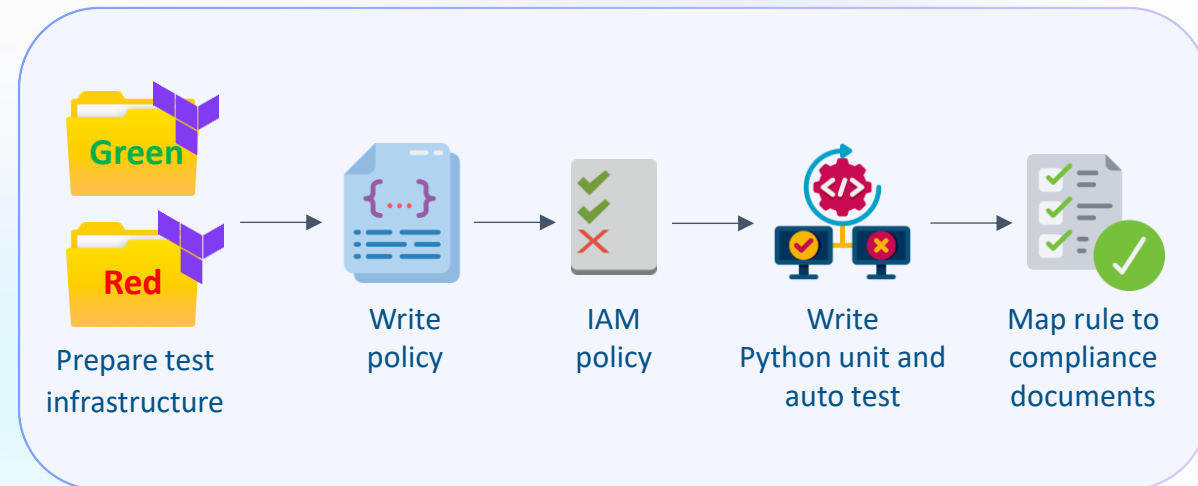 Green
Red
Prepare test
infrastructure
{...}
Write
policy
IAM
policy
</>
Write
Python unit and
auto test
Map rule to
compliance
documents